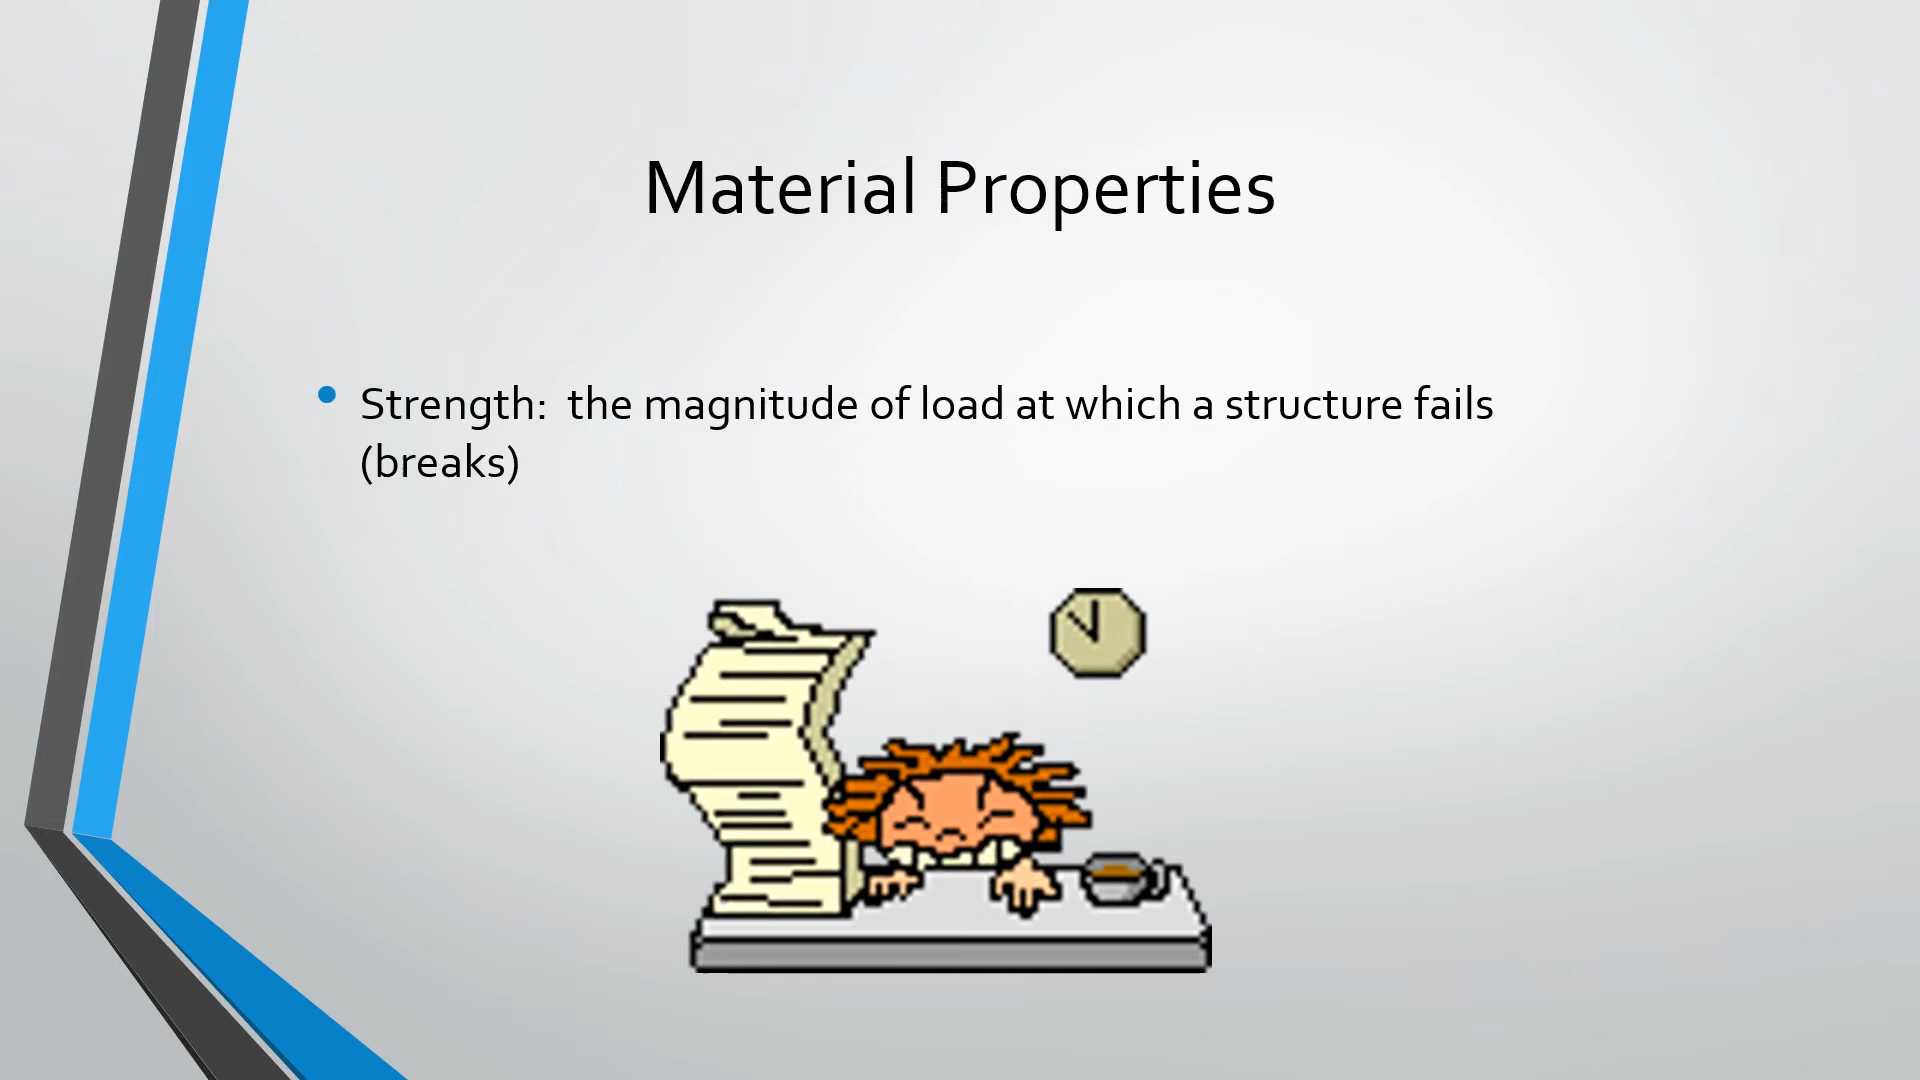 Material Properties
Strength:  the magnitude of load at which a structure fails
(breaks)